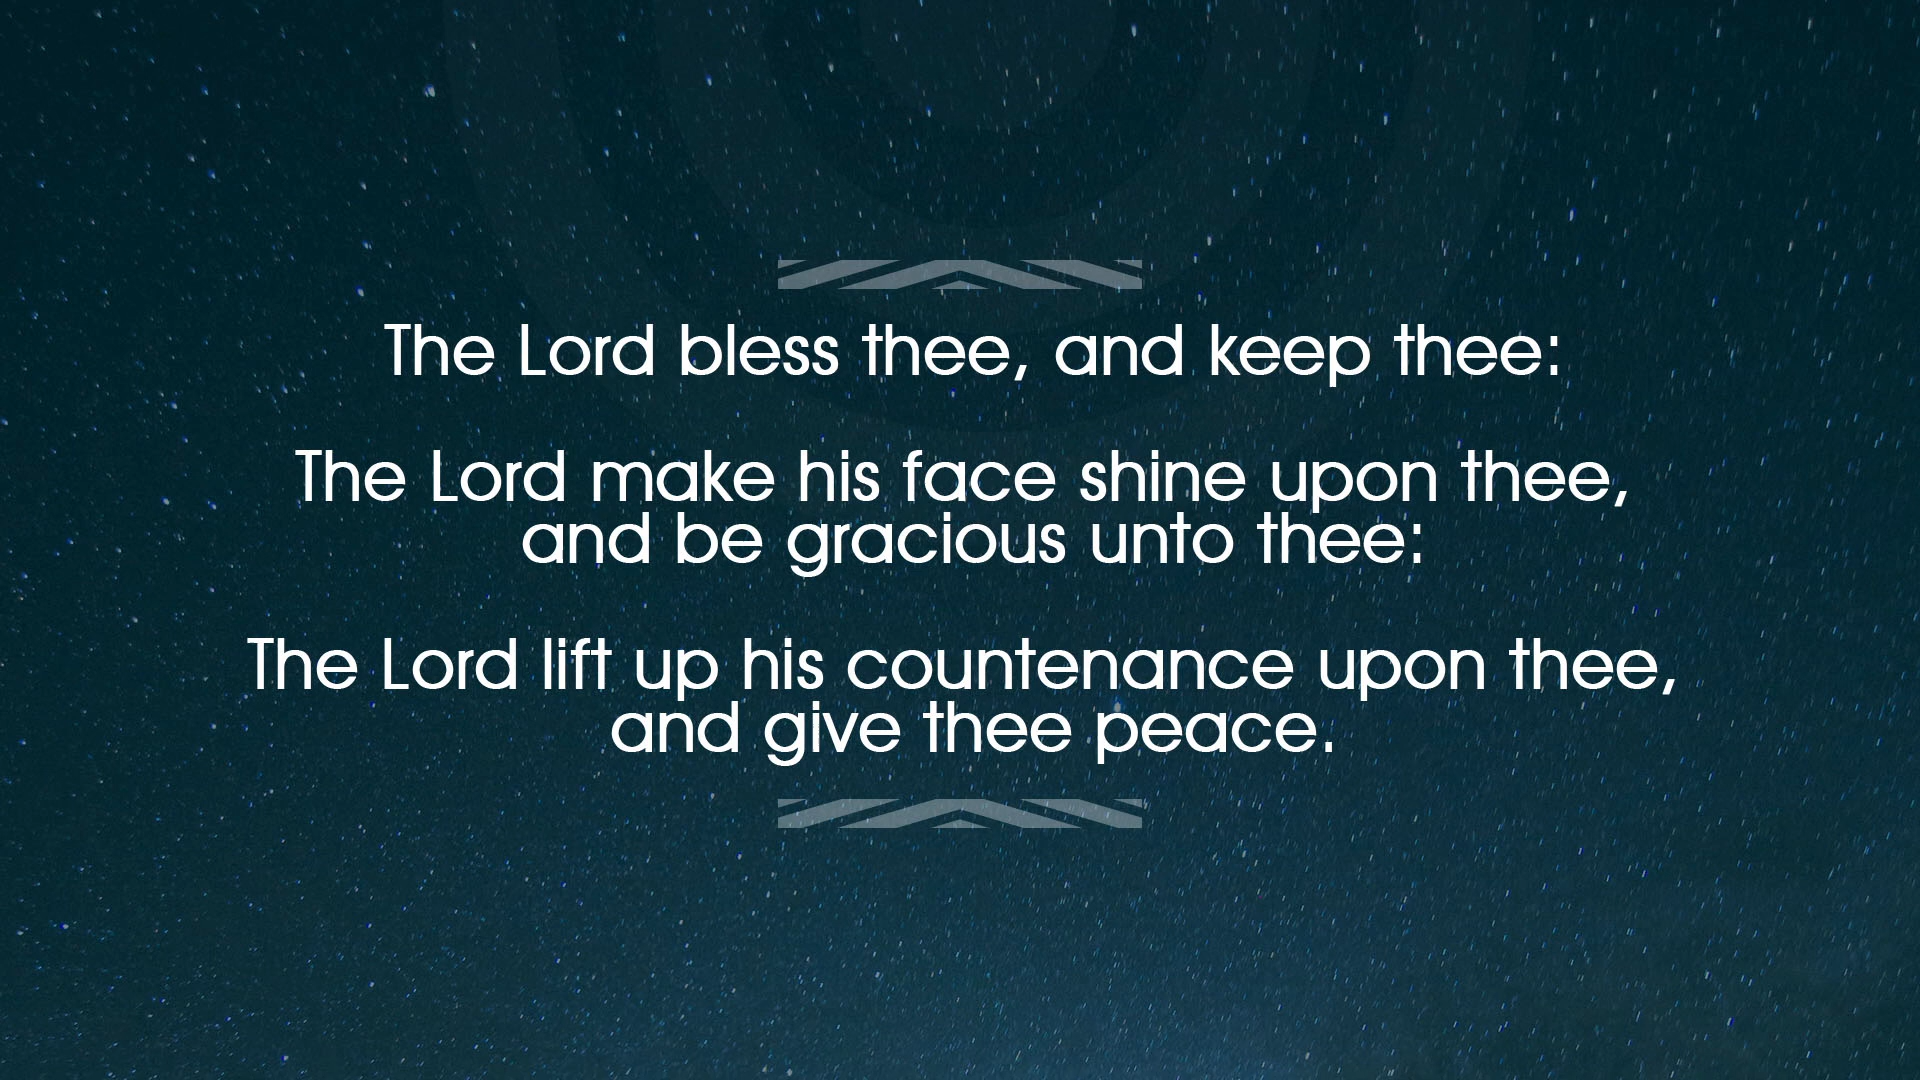 The Lord bless thee, and keep thee:
The Lord make his face shine upon thee,
and be gracious unto thee:
The Lord lift up his countenance upon thee,
and give thee peace.